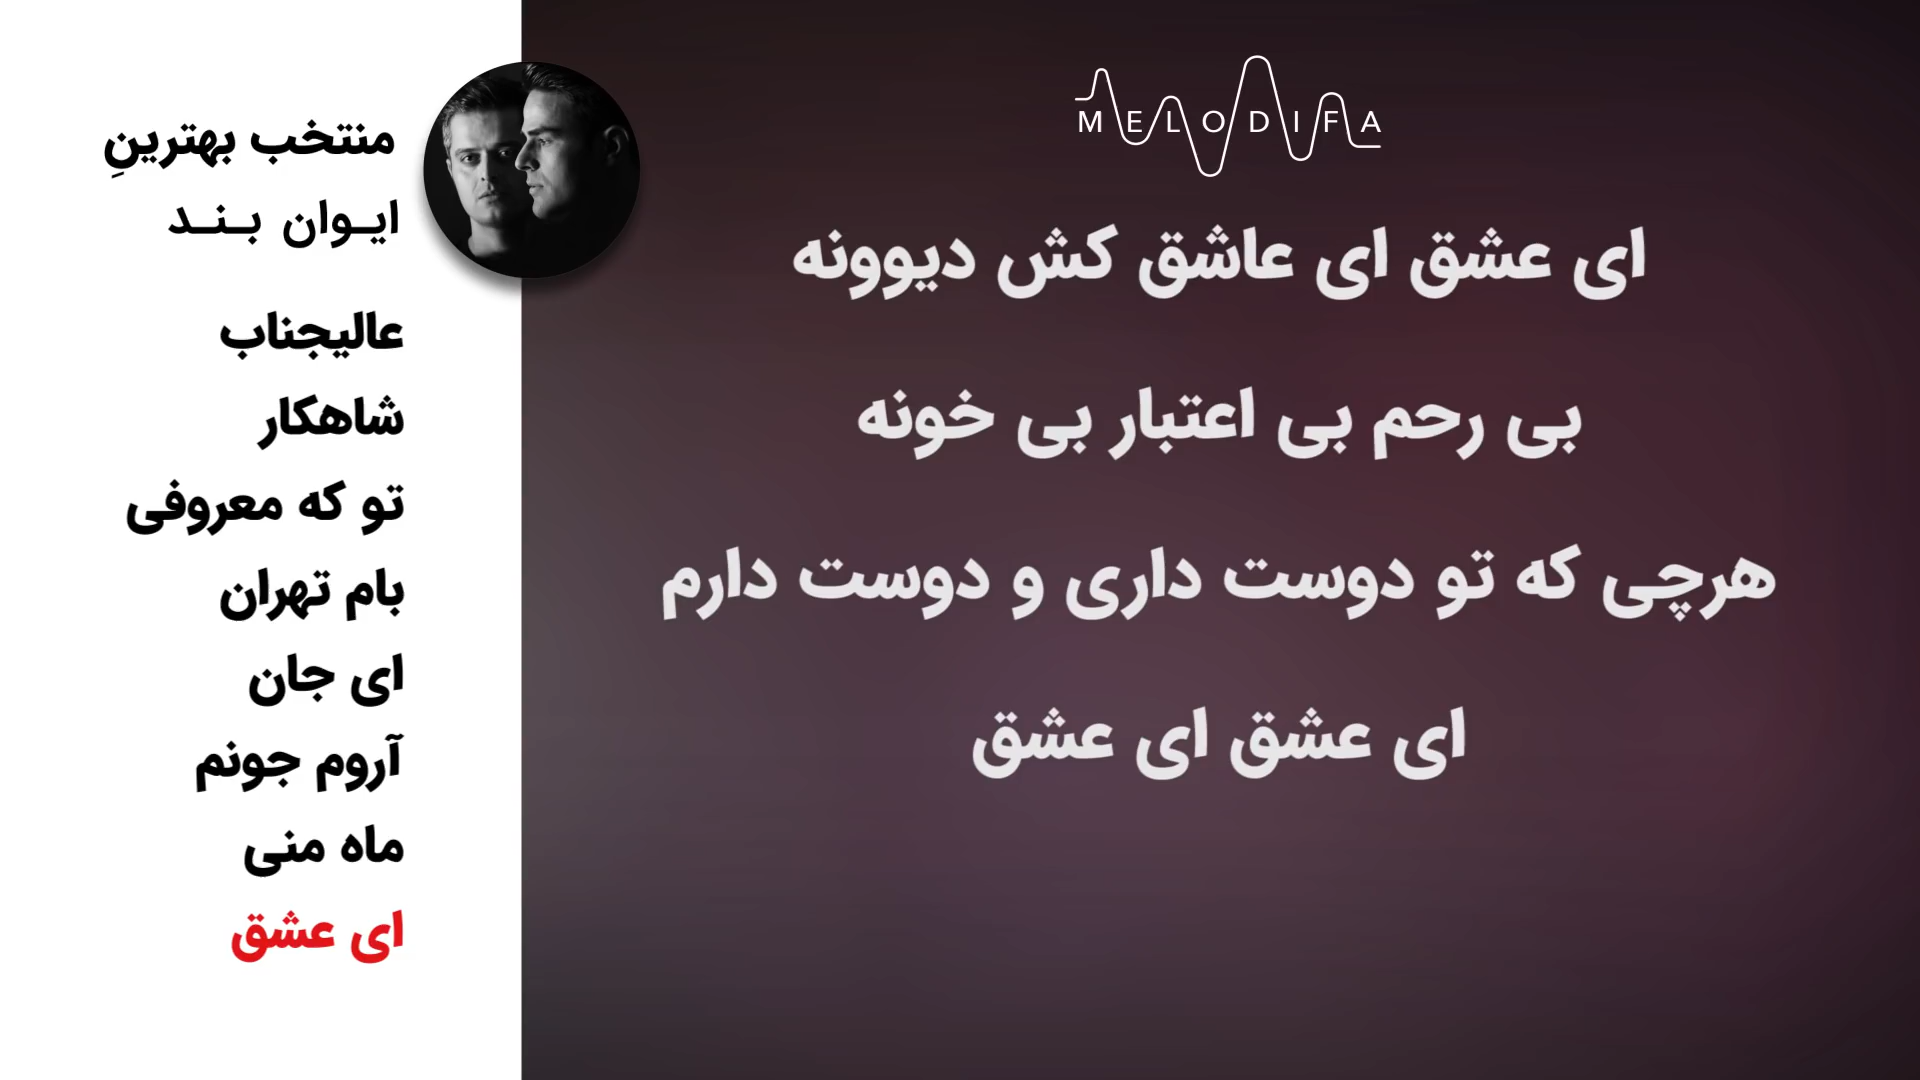 منتخب بهترینِ
ایـوان بـنـد
عالیجناب
شاهکار
تو که معروفی
بام تهران
ای جان
آروم جونم
ماه منی
ای عشق
MELODIFA
ای عشق ای عاشق کش دیوونه
بی رحم بی اعتبار بی خونه
هرچی که تو دوست داری و دوست دارم
ای عشق ای عشق